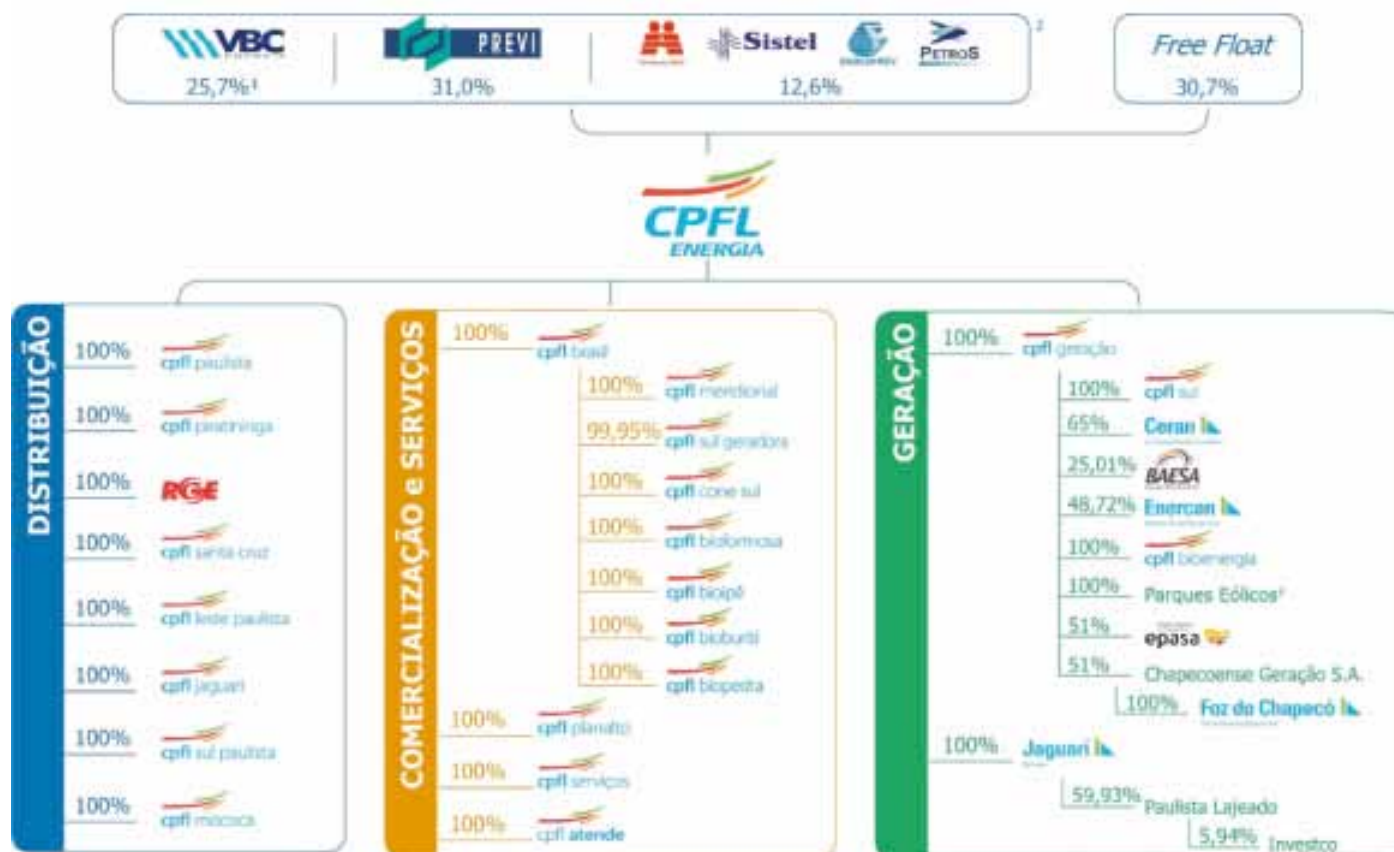 VBC
PREVI
Sistel
PETROS
2
Free Float
25,7%¹
31,0%
12,6%
30,7%
CPFL
ENERGIA
DISTRIBUIÇÃO
100% cpfl paulista
100% cpfl piratininga
100% RGE
100% cpfl santa cruz
100% cpfl leste paulista
100% cpfl jaguari
100% cpfl sul paulista
100% cpfl mococa
COMERCIALIZAÇÃO e SERVIÇOS
100% cpfl brasil
100% cpfl meridional
99,95% cpfl sul geradora
100% cpfl cone sul
100% cpfl bioformosa
100% cpfl bioipê
100% cpfl bioburiti
100% cpfl biopedra
100% cpfl planalto
100% cpfl serviços
100% cpfl atende
GERAÇÃO
100% cpfl geração
100% cpfl sul
65% Ceran
25,01% BAESA
48,72% Enercan
100% cpfl bioenergia
100% Parques Eólicos
51% epasa
51% Chapecoense Geração S.A.
100% Foz do Chapecó
100% Jaguari
59,93% Paulista Lajeado
5,94% Investco